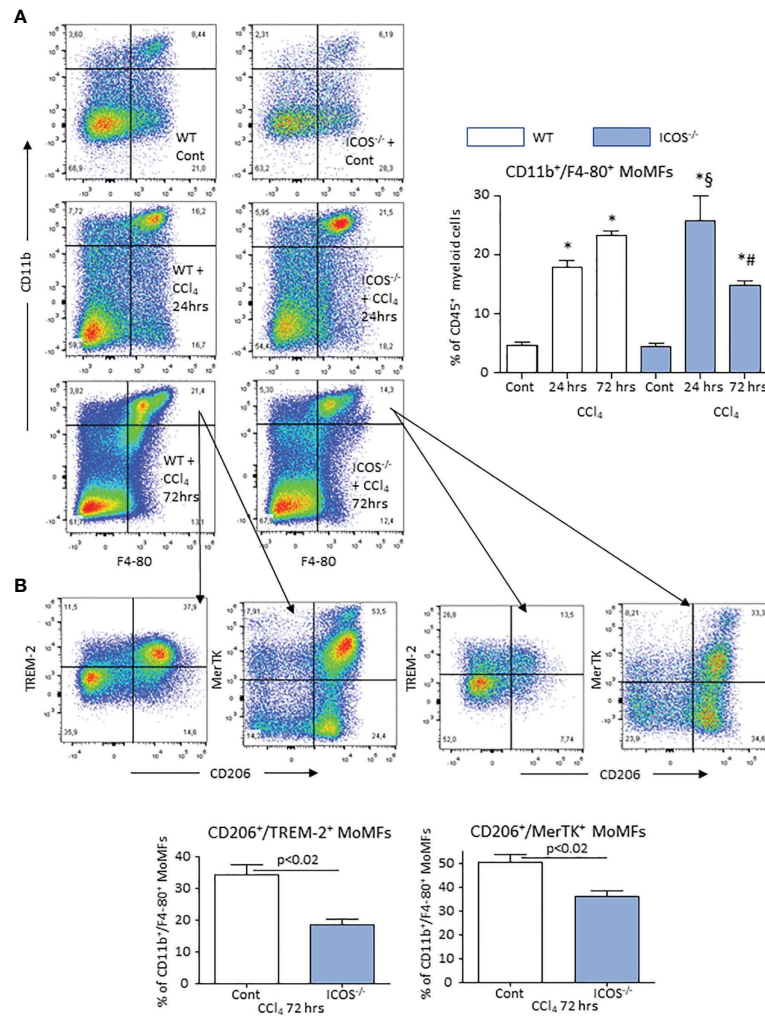 A
3,60 8,44
WT
Cont
66,9 21,0
2,31 6,19
ICOS-/- +
Cont
63,2 28,3
7,72 16,2
WT +
CCl4
24hrs
59,3 16,7
5,95 21,5
ICOS-/-
+ CCl4
24hrs
54,4 18,2
3,82 21,4
WT +
CCl4
72hrs
61,7 13,1
5,30 14,3
ICOS-/-
+ CCl4
72hrs
67,9 12,4
CD11b
F4-80 F4-80
WT ICOS-/-
CD11b+/F4-80+ MoMFs
% of CD45+ myeloid cells
30
20
10
0
* * *§ *#
Cont 24 hrs 72 hrs Cont 24 hrs 72 hrs
CCl4 CCl4
B
11,5 37,9
TREM-2
35,9 14,6
7,91 53,5
MerTK
24,4
26,8 13,5
TREM-2
52,0 7,74
8,21 33,3
MerTK
23,9 34,6
CD206 CD206
CD206+/TREM-2+ MoMFs
p<0.02
% of CD11b+/F4-80+ MoMFs
40
30
20
10
0
Cont ICOS-/-
CCl4 72 hrs
CD206+/MerTK+ MoMFs
p<0.02
% of CD11b+/F4-80+ MoMFs
50
40
30
20
10
0
Cont ICOS-/-
CCl4 72 hrs